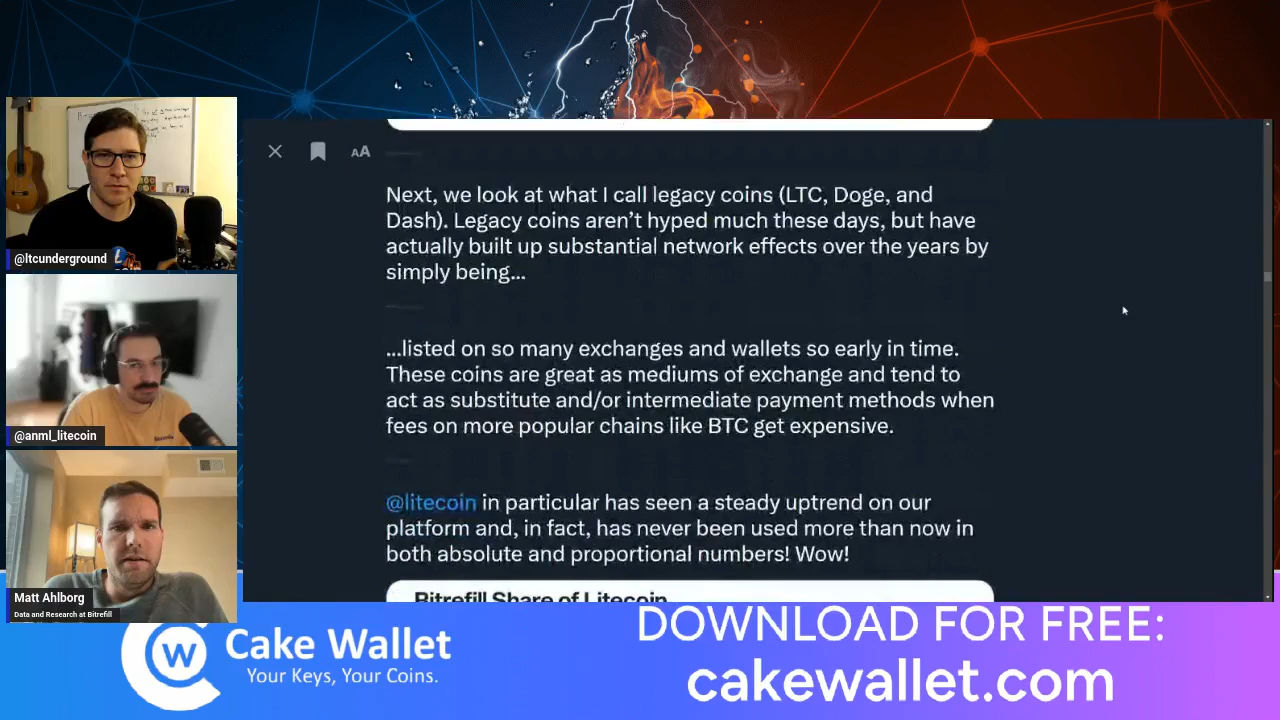 @ltcunderground
@anml_litecoin
Matt Ahlborg
Data and Research at Bitrefill
AA
Next, we look at what I call legacy coins (LTC, Doge, and
Dash). Legacy coins aren't hyped much these days, but have
actually built up substantial network effects over the years by
simply being...
...listed on so many exchanges and wallets so early in time.
These coins are great as mediums of exchange and tend to
act as substitute and/or intermediate payment methods when
fees on more popular chains like BTC get expensive.
@litecoin in particular has seen a steady uptrend on our
platform and, in fact, has never been used more than now in
both absolute and proportional numbers! Wow!
Bitrefill Share of Litecoin
Cake Wallet
Your Keys, Your Coins.
DOWNLOAD FOR FREE:
cakewallet.com